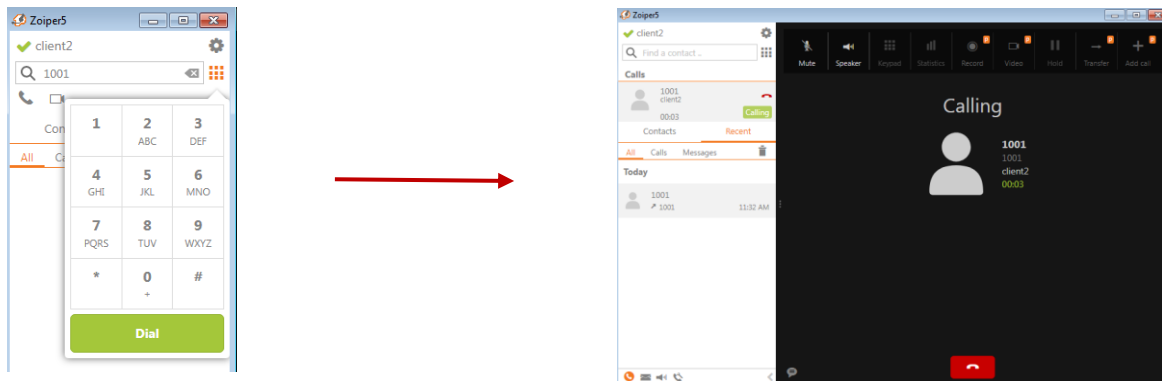 Zoiper5
client2
1001
Con
All Ca
1 2 3
ABC DEF
4 5 6
GHI JKL MNO
7 8 9
PQRS TUV WXYZ
* 0 #
+
Dial
Zoiper5
client2
Find a contact ..
Calls
1001
client2
00:03 Calling
Contacts Recent
All Calls Messages
Today
1001
1001 11:32 AM
Mute Speaker Keypad Statistics Record Video Hold Transfer Add call
Calling
1001
1001
client2
00:03